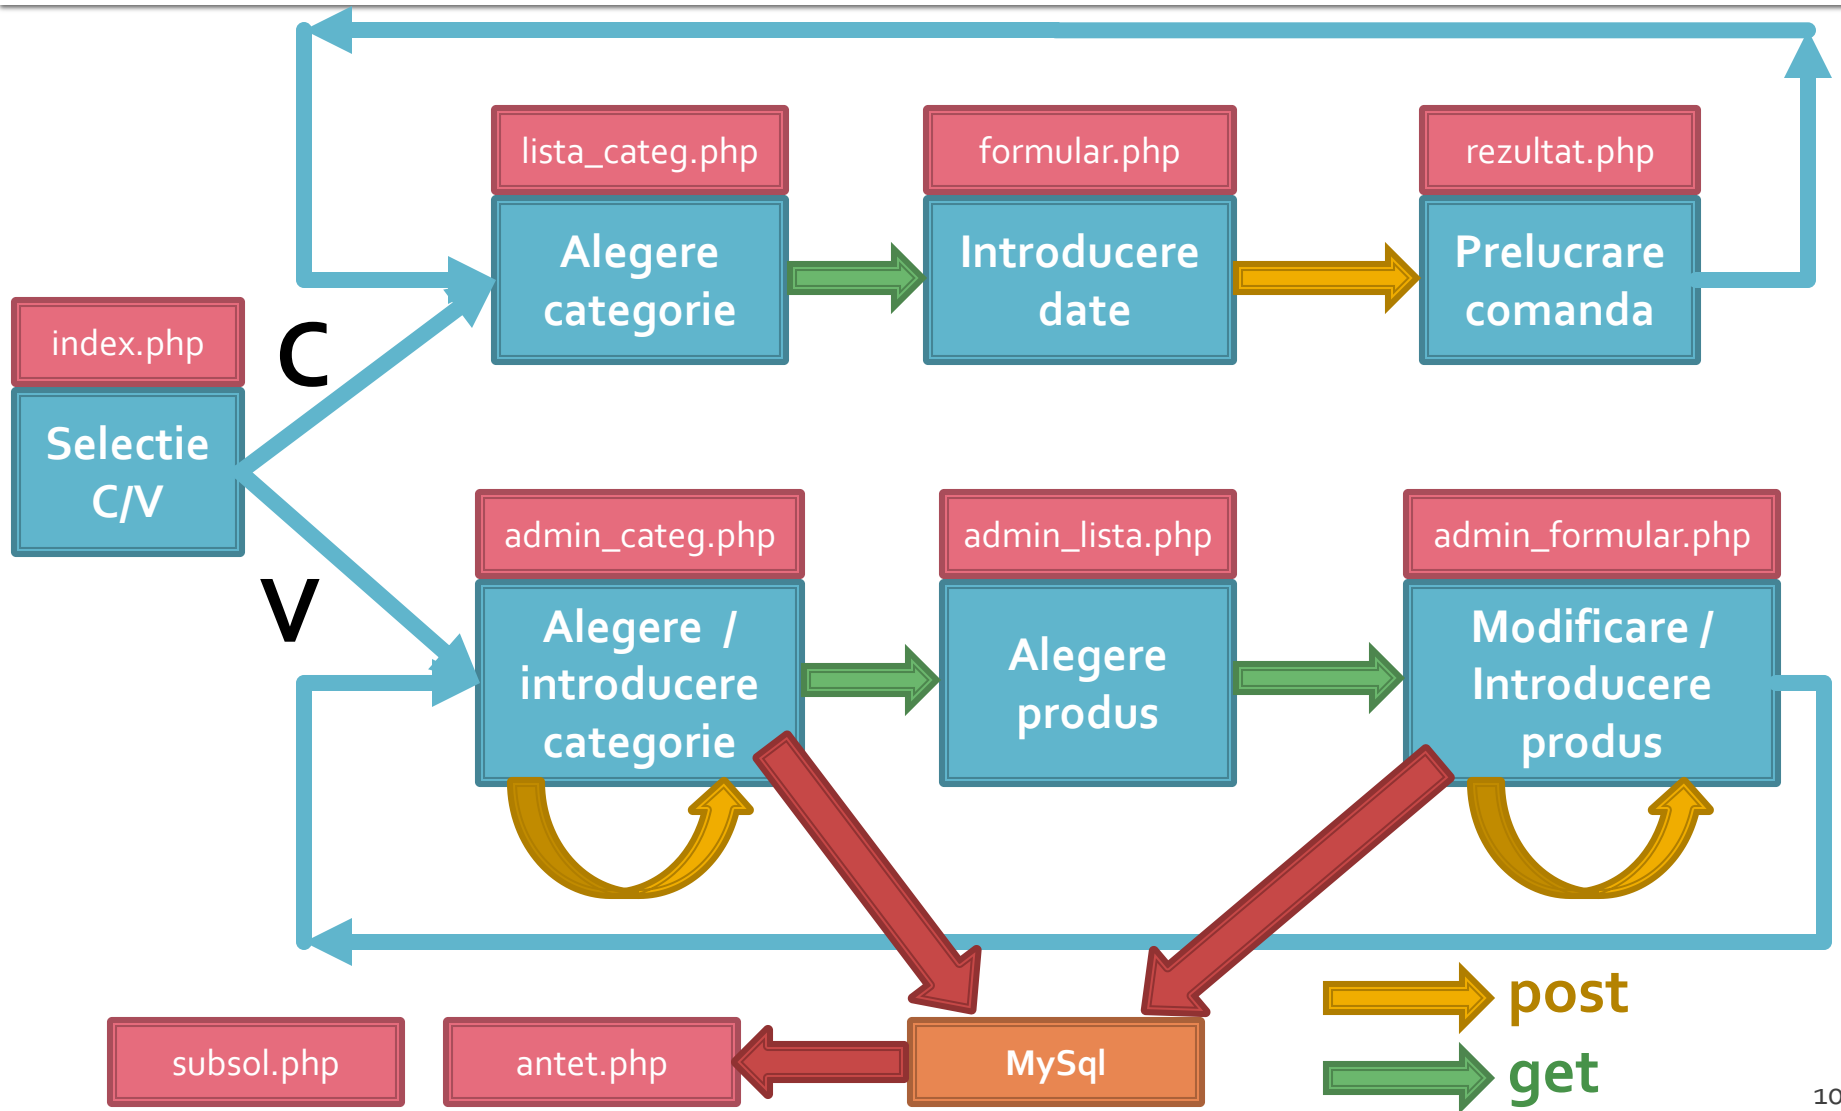 lista_categ.php
formular.php
rezultat.php
Alegere
categorie
Introducere
date
Prelucrare
comanda
index.php
C
Selectie
C/V
admin_categ.php
admin_lista.php
admin_formular.php
V
Alegere /
introducere
categorie
Alegere
produs
Modificare /
Introducere
produs
post
subsol.php
antet.php
MySql
get
10